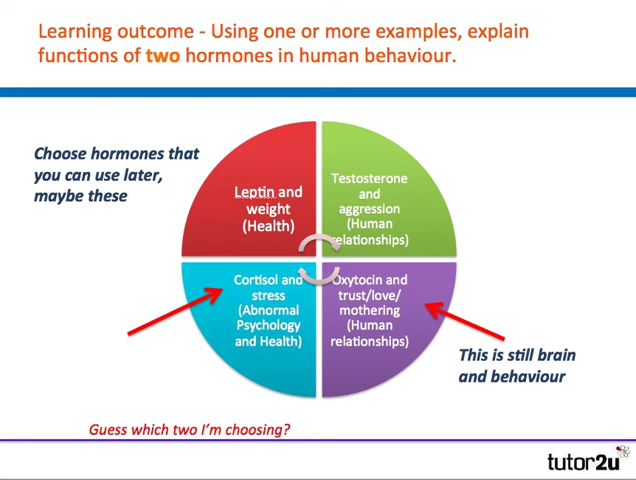 Learning outcome - Using one or more examples, explain
functions of two hormones in human behaviour.
Choose hormones that
you can use later,
maybe these
Leptin and
weight
(Health)
Testosterone
and
aggression
(Human
relationships)
Cortisol and
stress
(Abnormal
Psychology
and Health)
Oxytocin and
trust/love/
mothering
(Human
relationships)
This is still brain
and behaviour
Guess which two I'm choosing?
tutor2u